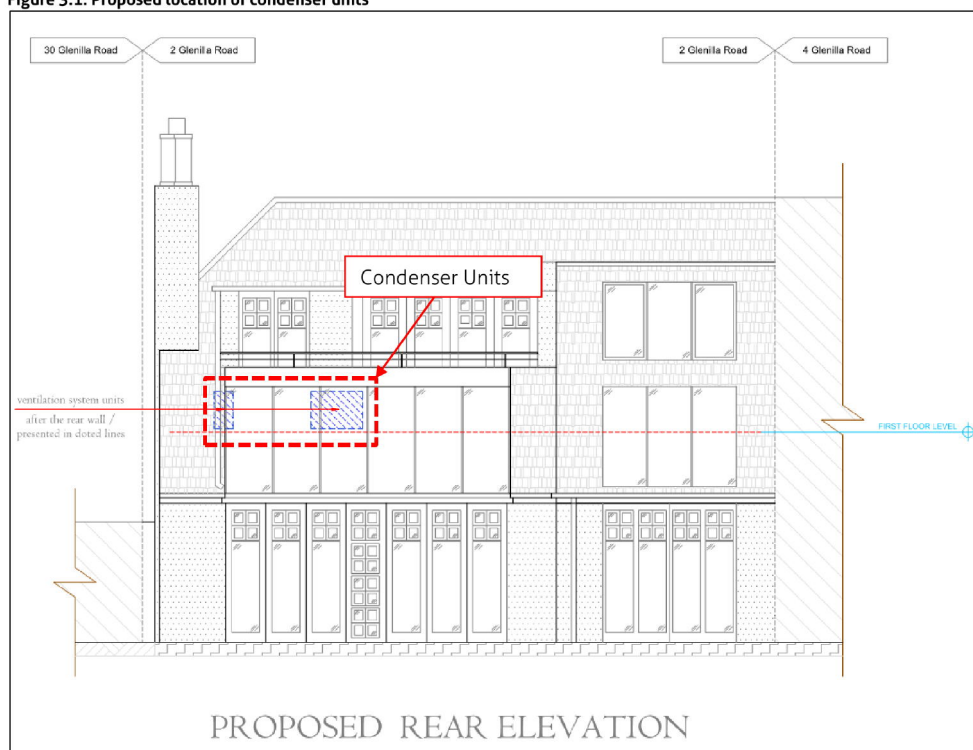 Figure 3.1: Proposed location of condenser units
30 Glenilla Road
2 Glenilla Road
2 Glenilla Road
4 Glenilla Road
Condenser Units
ventilation system units
after the rear wall /
presented in doted lines
FIRST FLOOR LEVEL
PROPOSED REAR ELEVATION